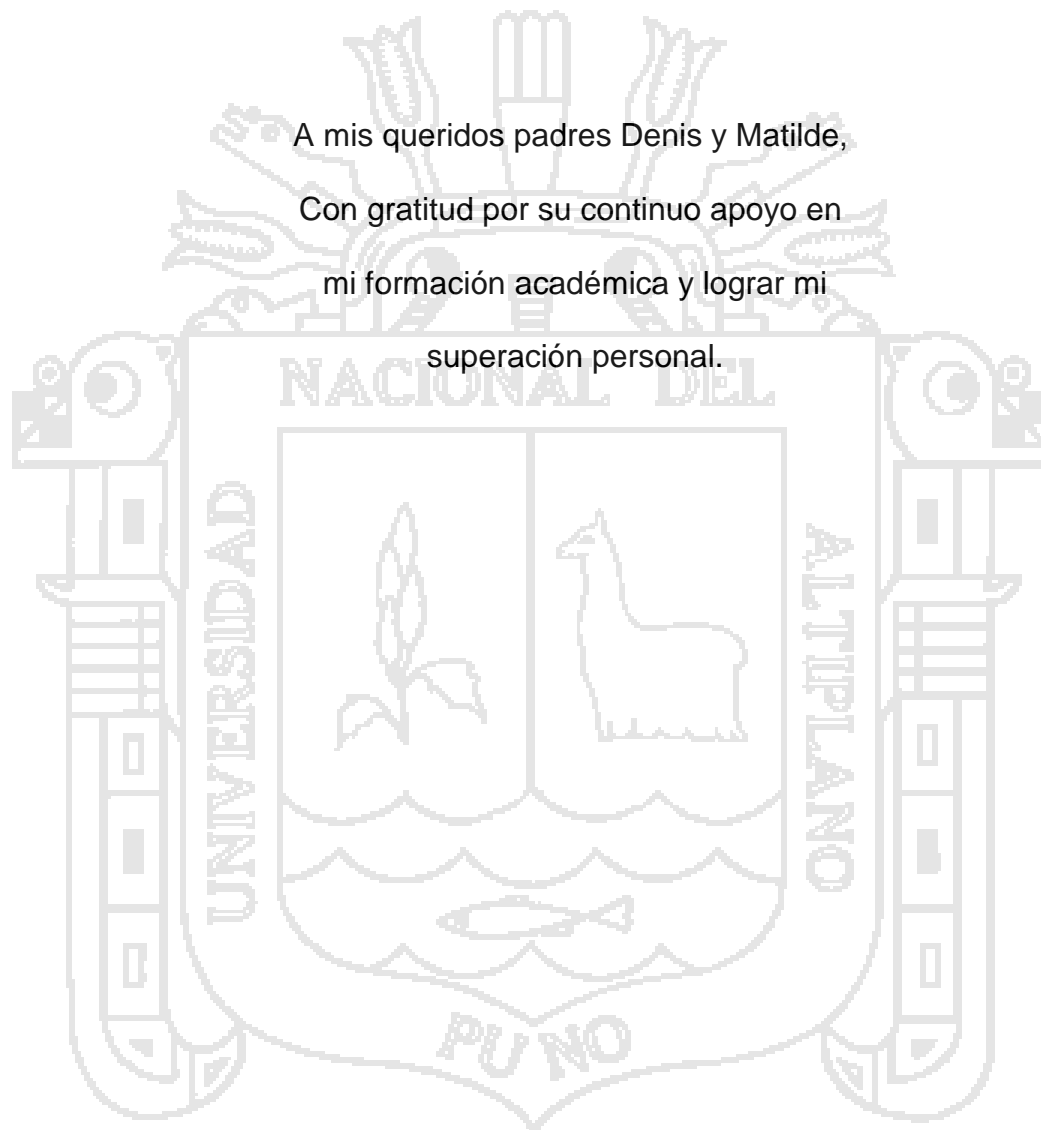 A mis queridos padres Denis y Matilde,
Con gratitud por su continuo apoyo en
mi formación académica y lograr mi
superación personal.
NACIONAL DEL
UNIVERSIDAD
ALTIPLANO
PUNO